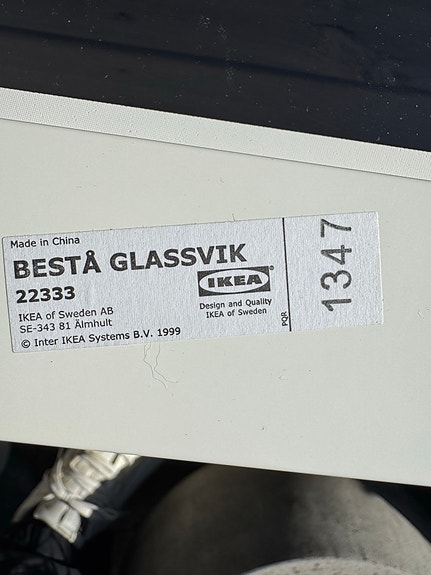 Made in China
BESTÅ GLASSVIK
22333
IKEA of Sweden AB
SE-343 81 Älmhult
© Inter IKEA Systems B.V. 1999
IKEA®
Design and Quality
IKEA of Sweden
PQR
1347